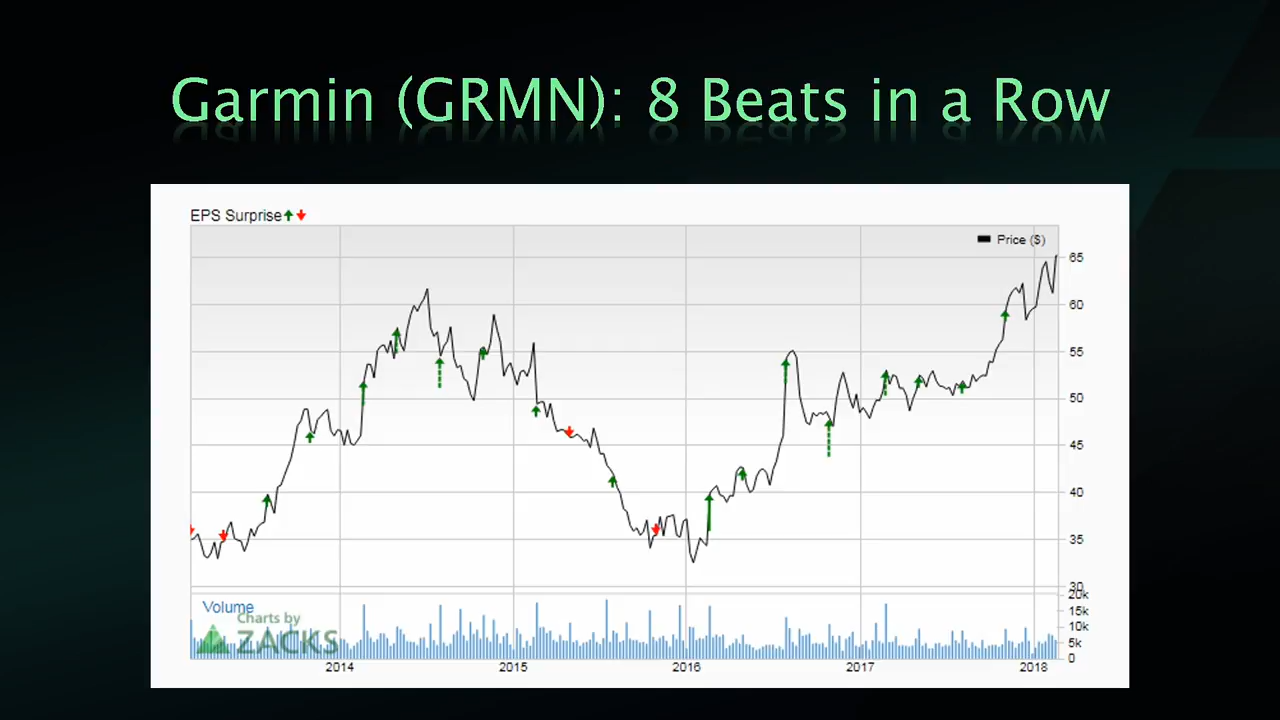 Garmin (GRMN): 8 Beats in a Row
EPS Surprise
Price ($)
65
60
55
50
45
40
35
30
20k
15k
10k
5k
0
Volume
Charts by
ZACKS
2014 2015 2016 2017 2018